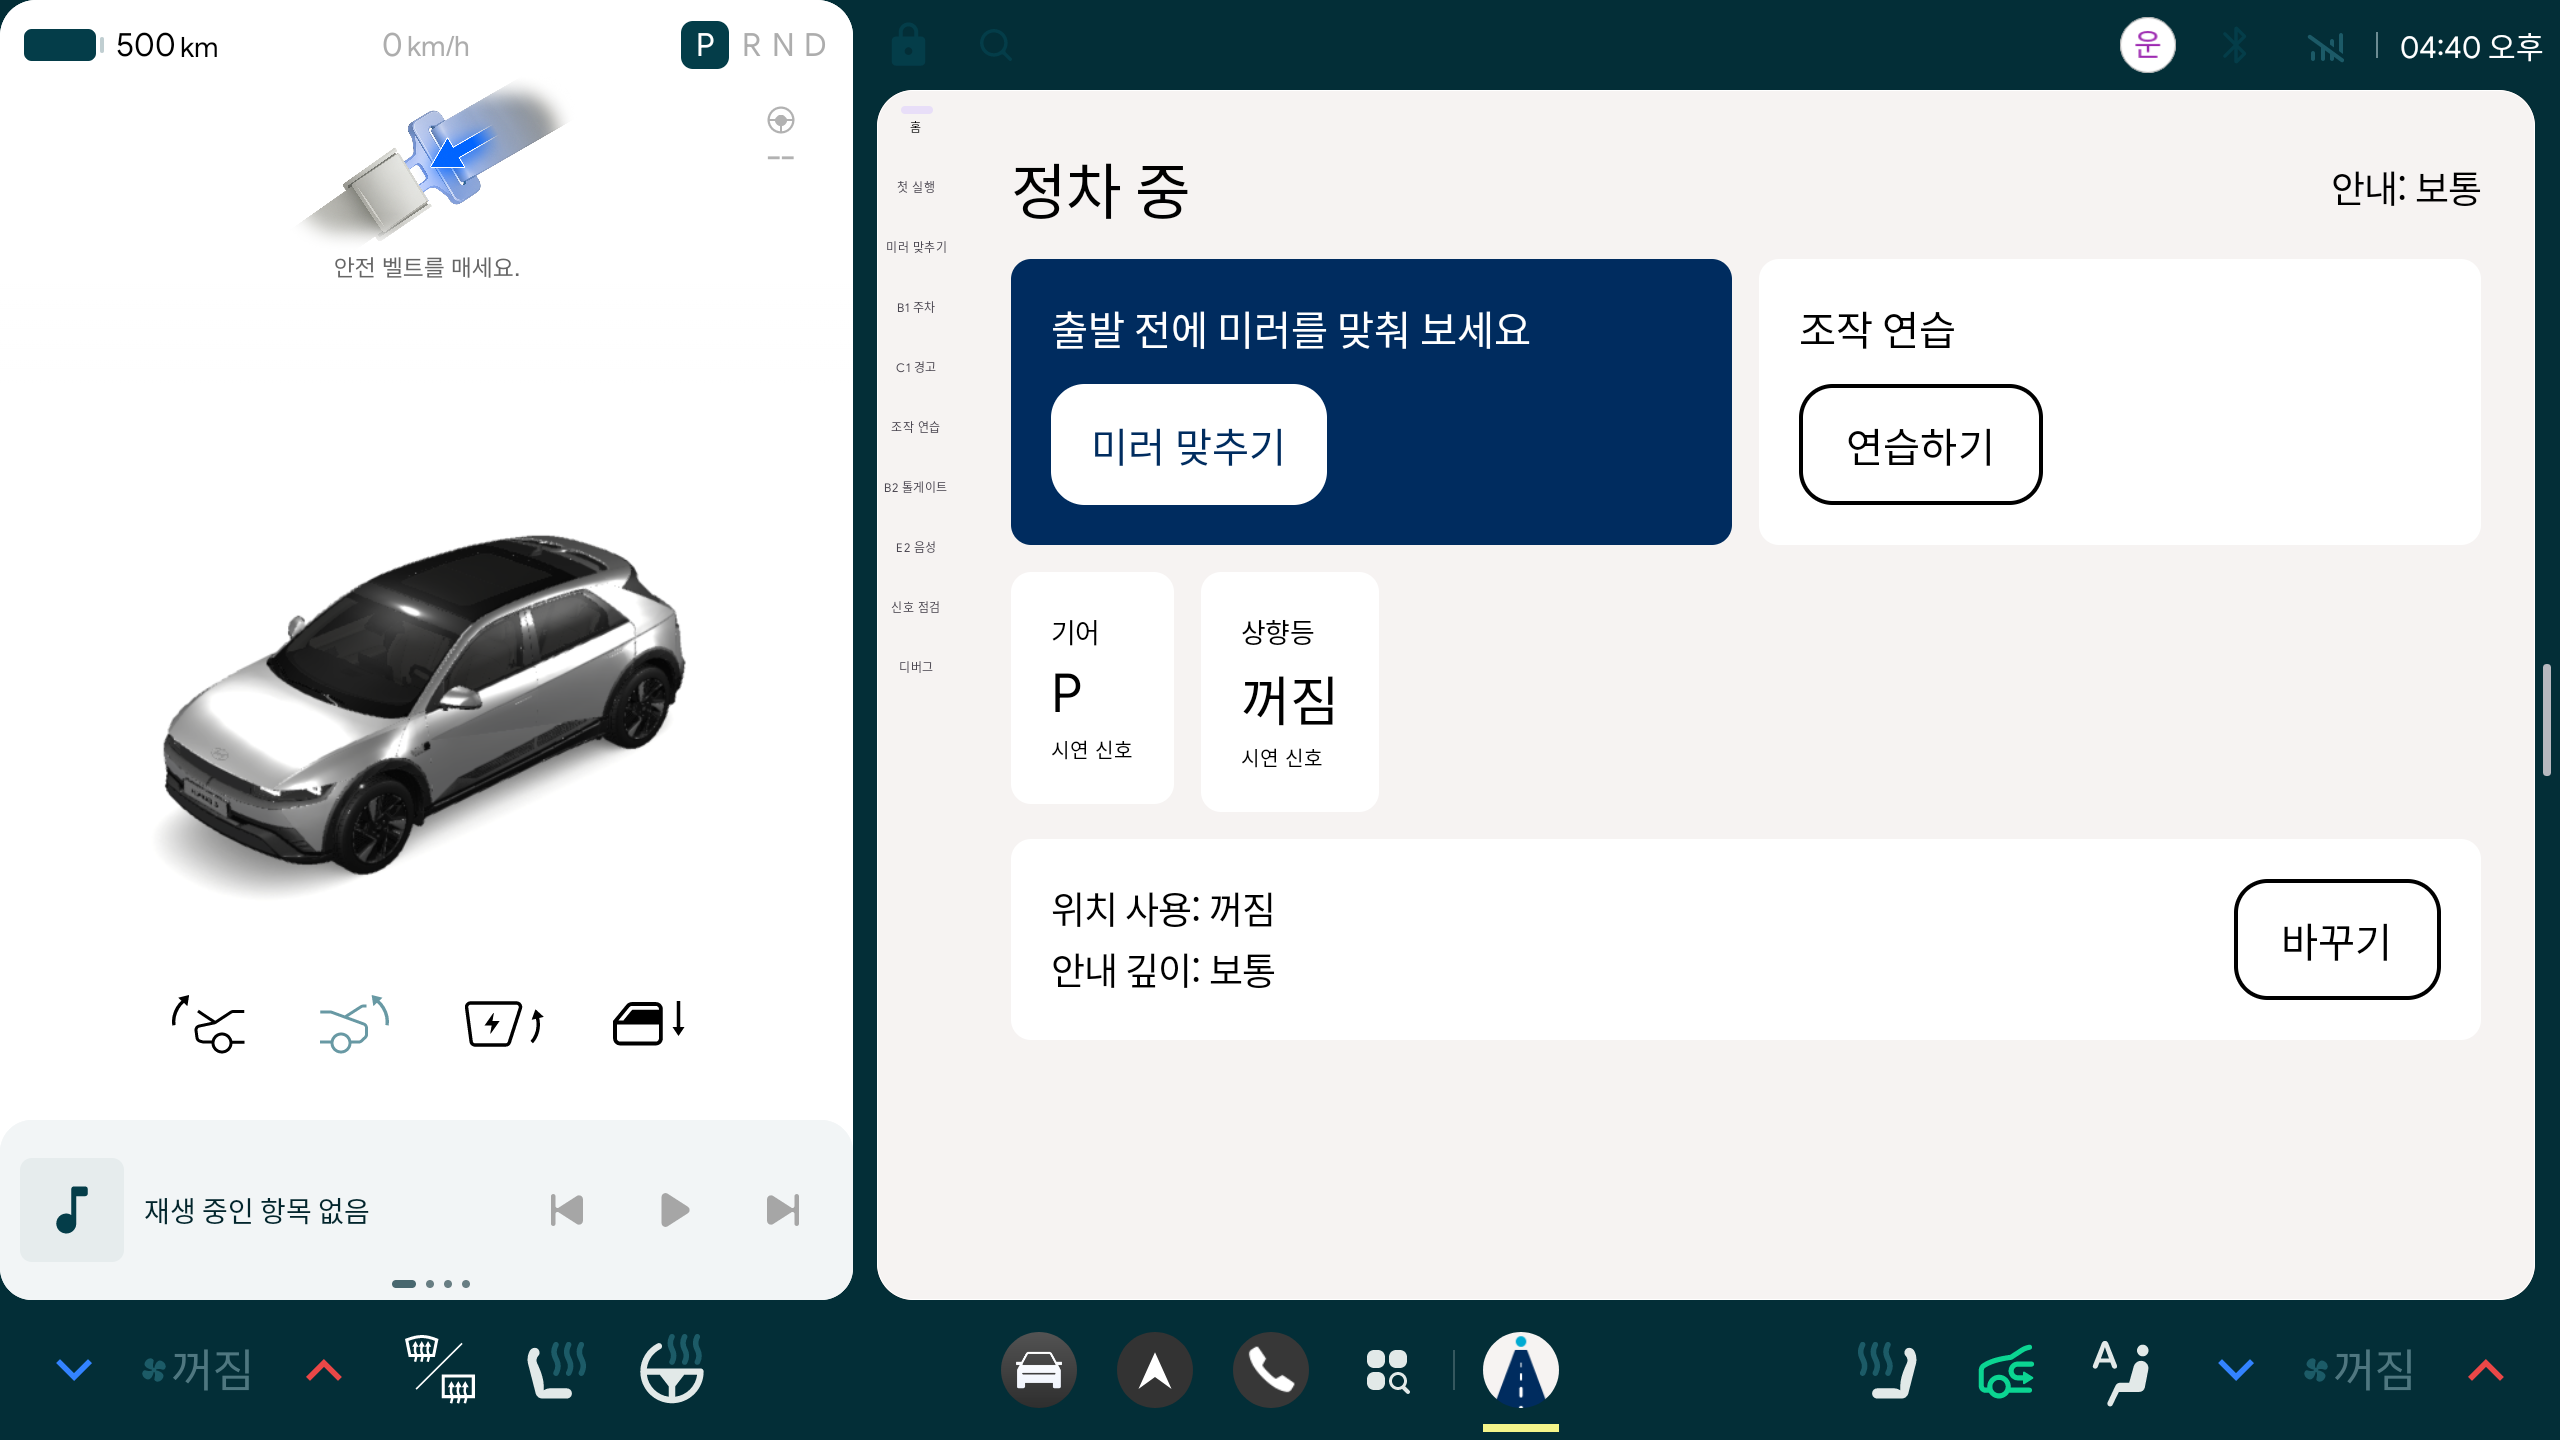 500 km
0 km/h
P R N D
안전 벨트를 매세요.
재생 중인 항목 없음
운
04:40 오후
홈
첫 실행
미러 맞추기
B1 주차
C1 경고
조작 연습
B2 톨게이트
E2 음성
신호 점검
디버그
정차 중
안내: 보통
출발 전에 미러를 맞춰 보세요
미러 맞추기
조작 연습
연습하기
기어
P
시연 신호
상향등
꺼짐
시연 신호
위치 사용: 꺼짐
안내 깊이: 보통
바꾸기
꺼짐
A
꺼짐